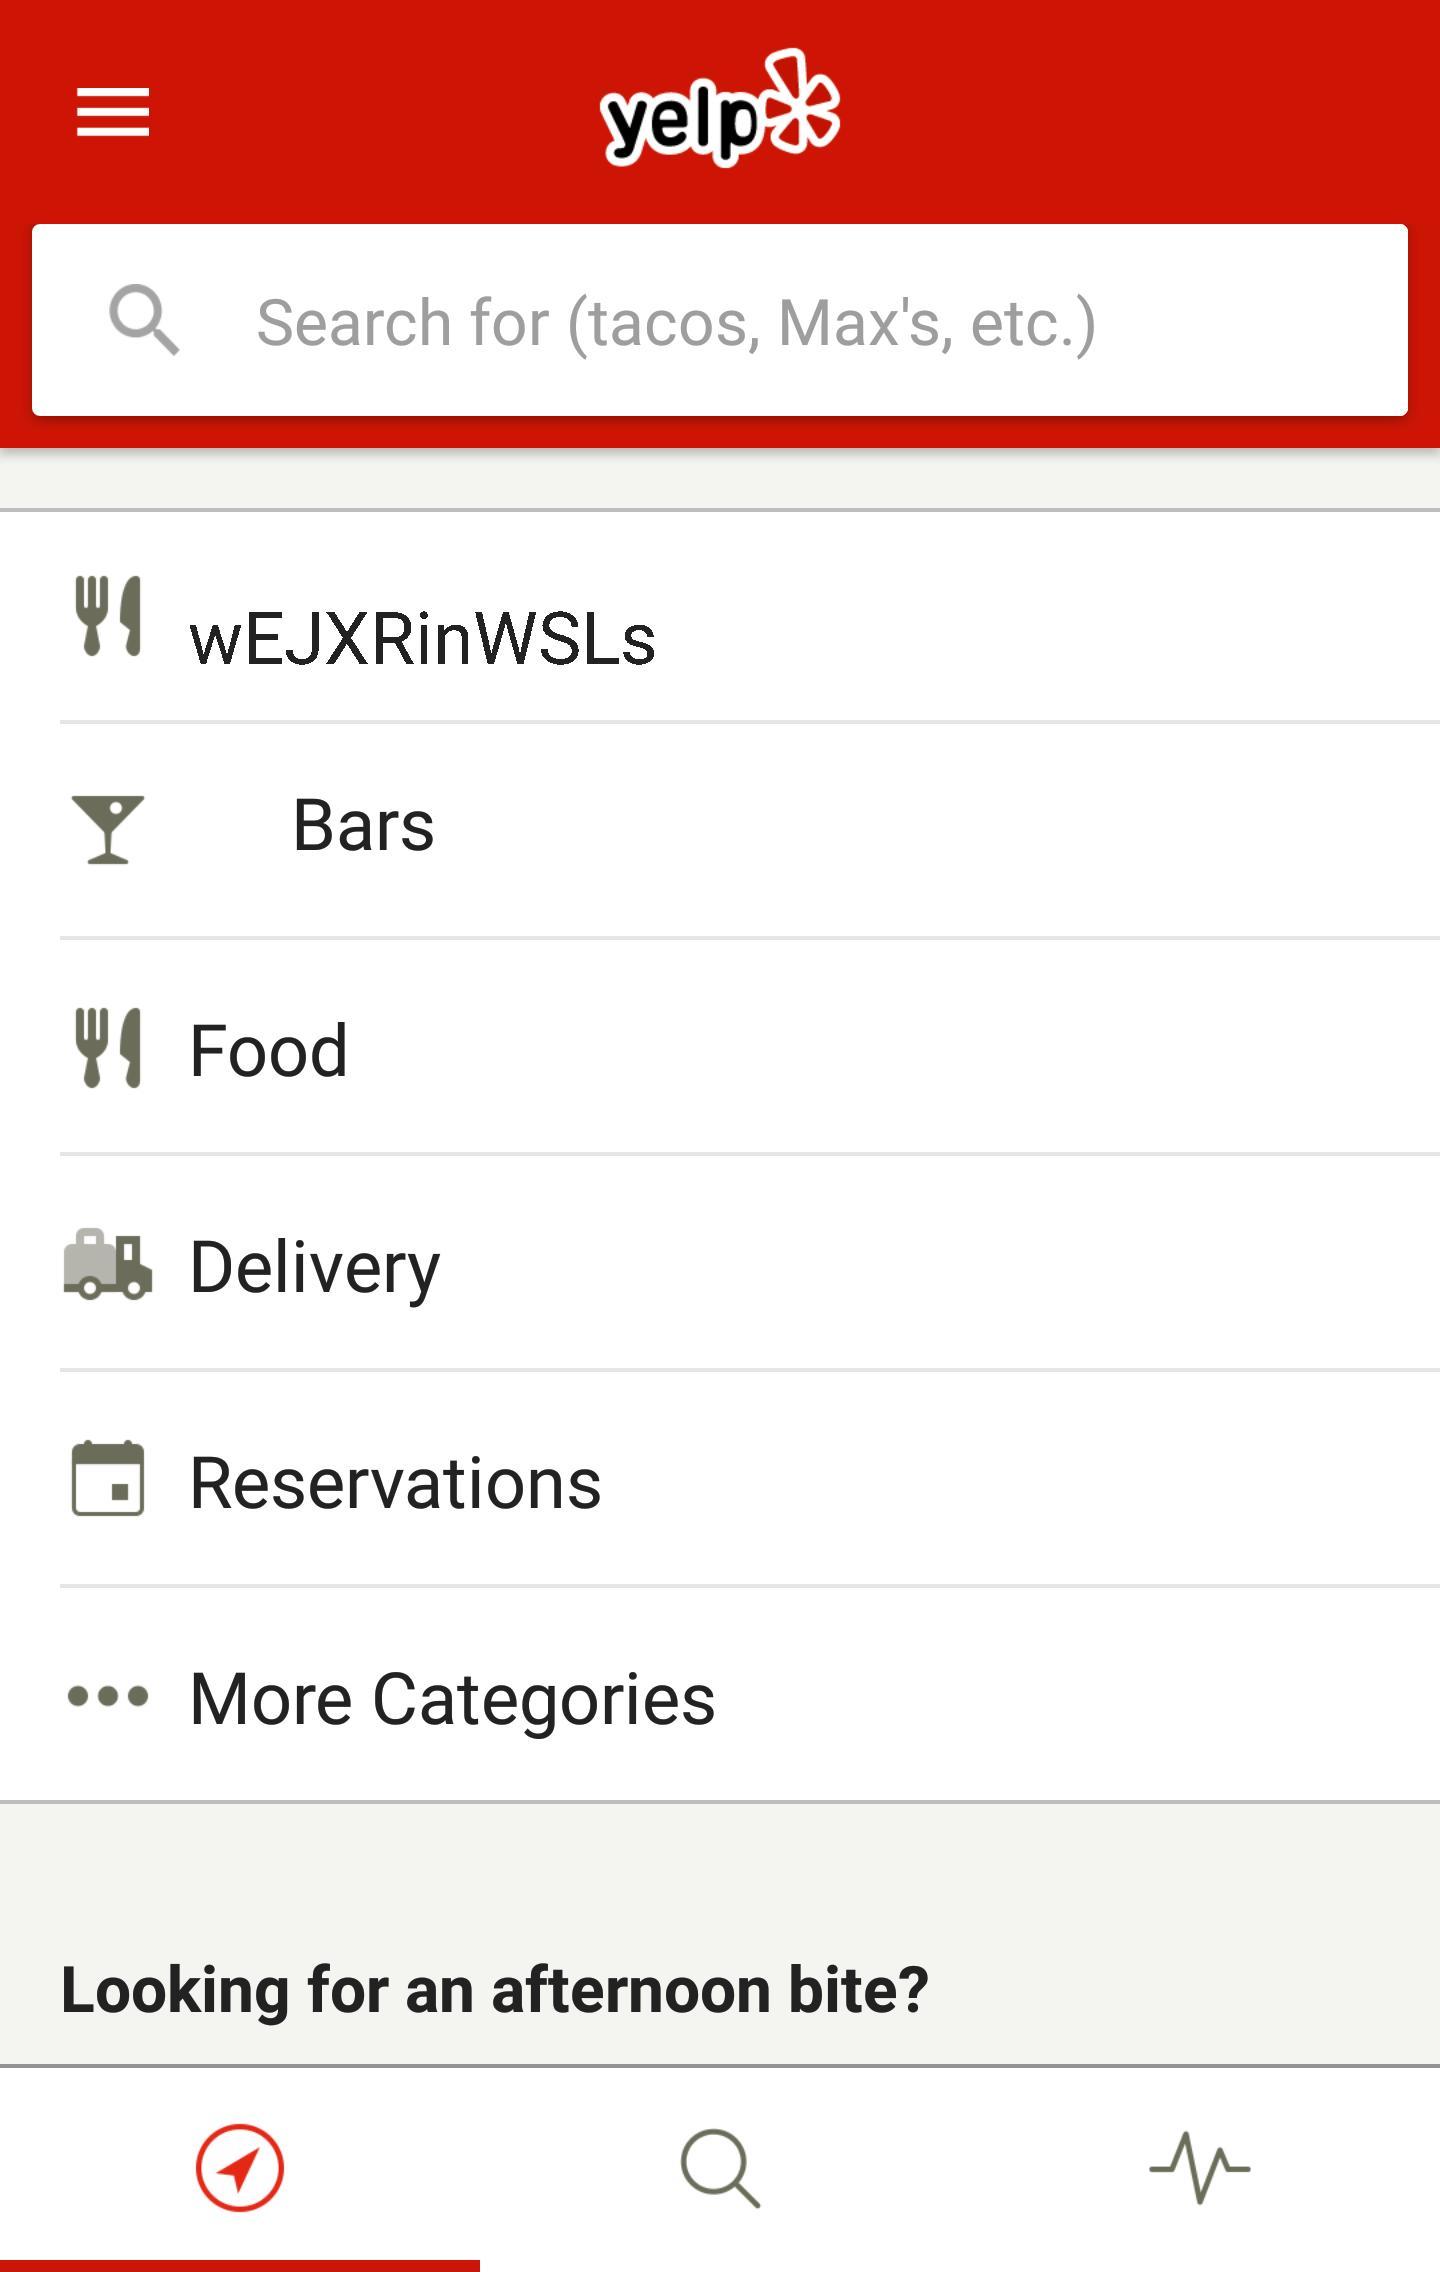 yelp
Search for (tacos, Max's, etc.)
wEJXRinWSLs
Bars
Food
Delivery
Reservations
More Categories
Looking for an afternoon bite?